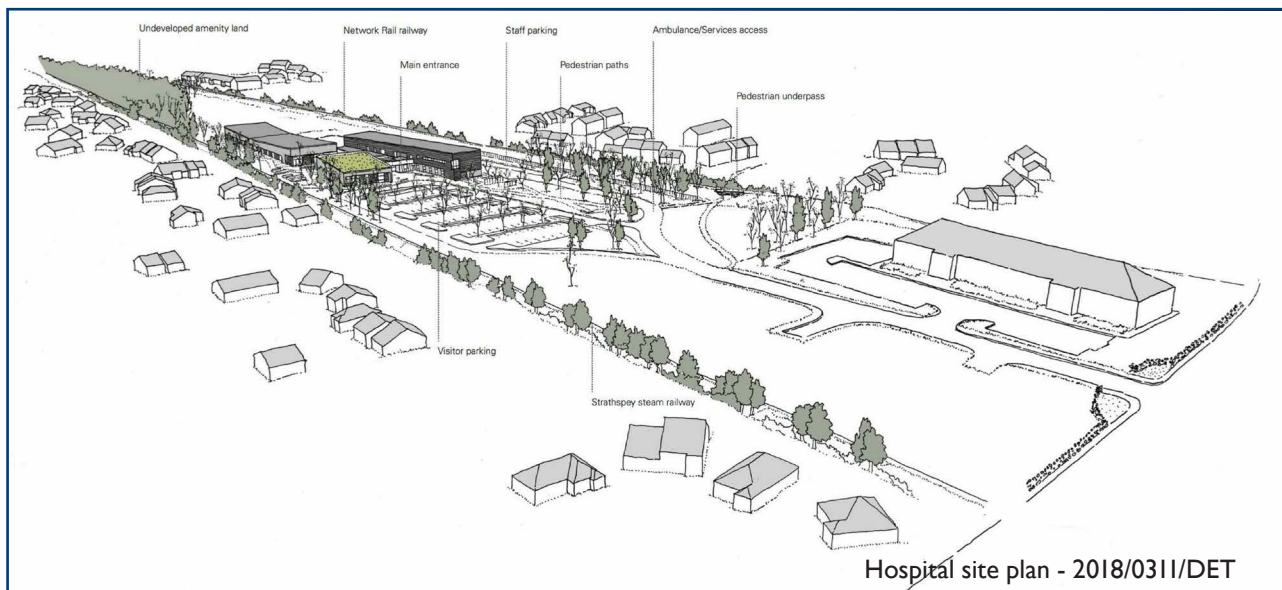 Undeveloped amenity land
Network Rail railway
Staff parking
Ambulance/Services access
Main entrance
Pedestrian paths
Pedestrian underpass
Visitor parking
Strathspey steam railway
Hospital site plan - 2018/0311/DET